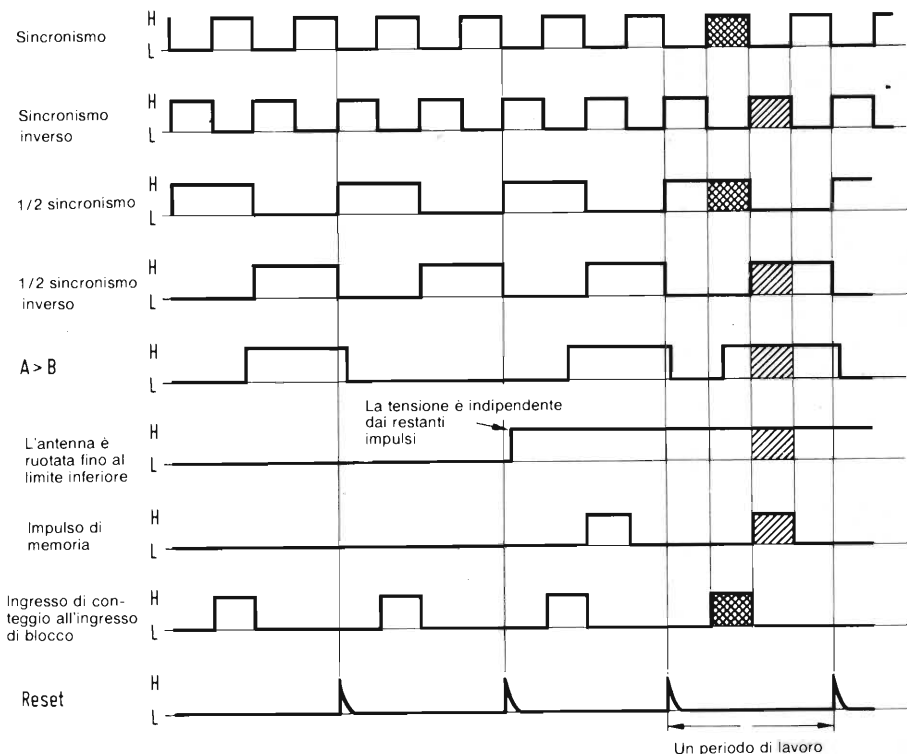 H
Sincronismo
L
H
Sincronismo
inverso
L
H
1/2 sincronismo
L
H
1/2 sincronismo
inverso
L
H
A > B
L
La tensione è indipendente
dai restanti
impulsi
L'antenna è
ruotata fino al
limite inferiore
H
L
Impulso di
memoria
H
L
Ingresso di con-
teggio all'ingresso
di blocco
H
L
Reset
H
L
Un periodo di lavoro